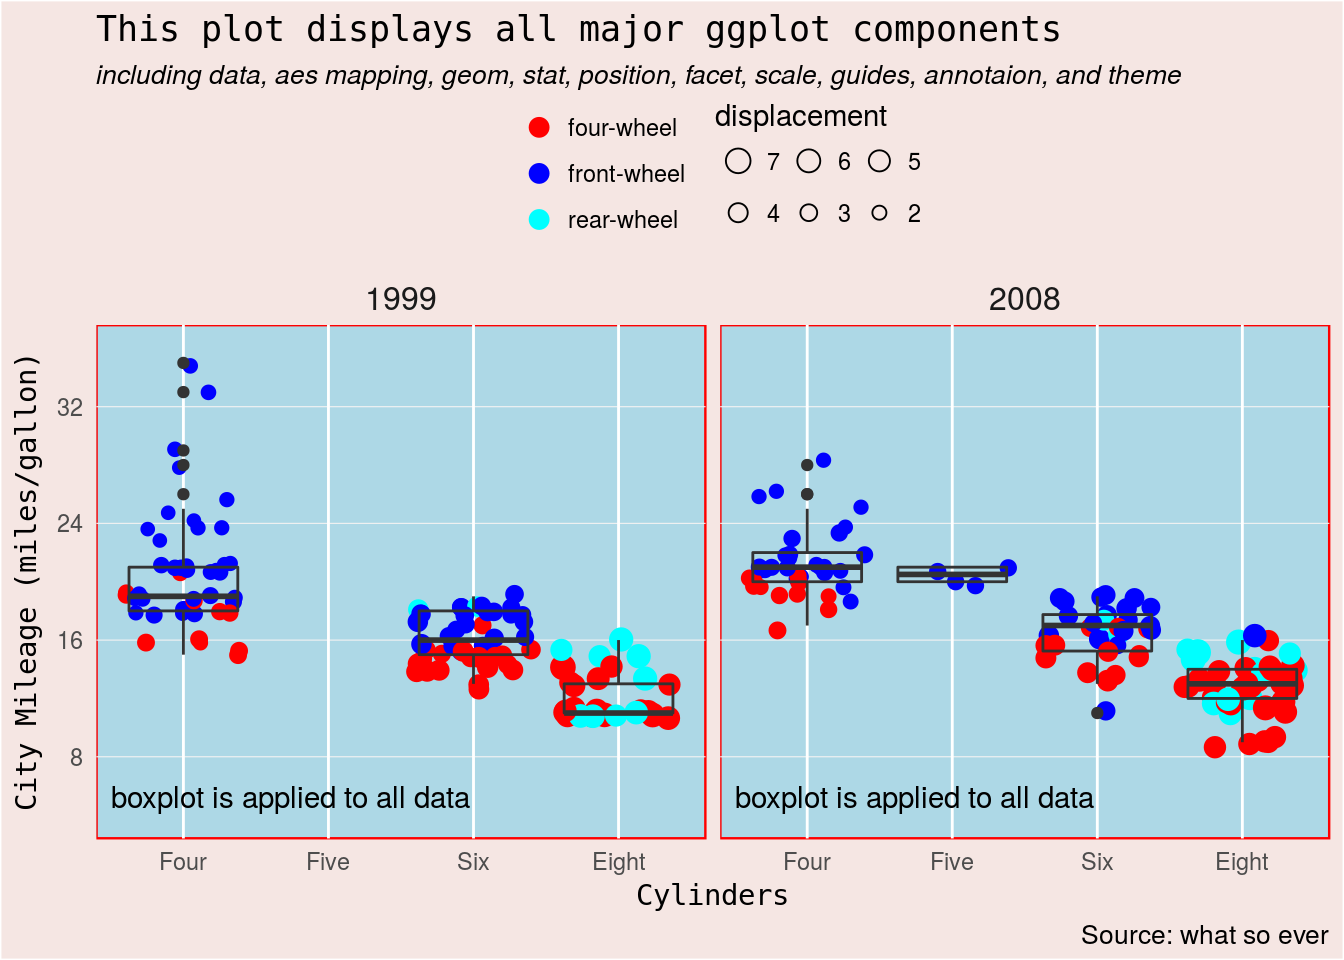 This plot displays all major ggplot components
including data, aes mapping, geom, stat, position, facet, scale, guides, annotaion, and theme
four-wheel
front-wheel
rear-wheel
displacement
7 6 5
4 3 2
1999 2008
City Mileage (miles/gallon)
32
24
16
8
boxplot is applied to all data boxplot is applied to all data
Four Five Six Eight Four Five Six Eight
Cylinders
Source: what so ever